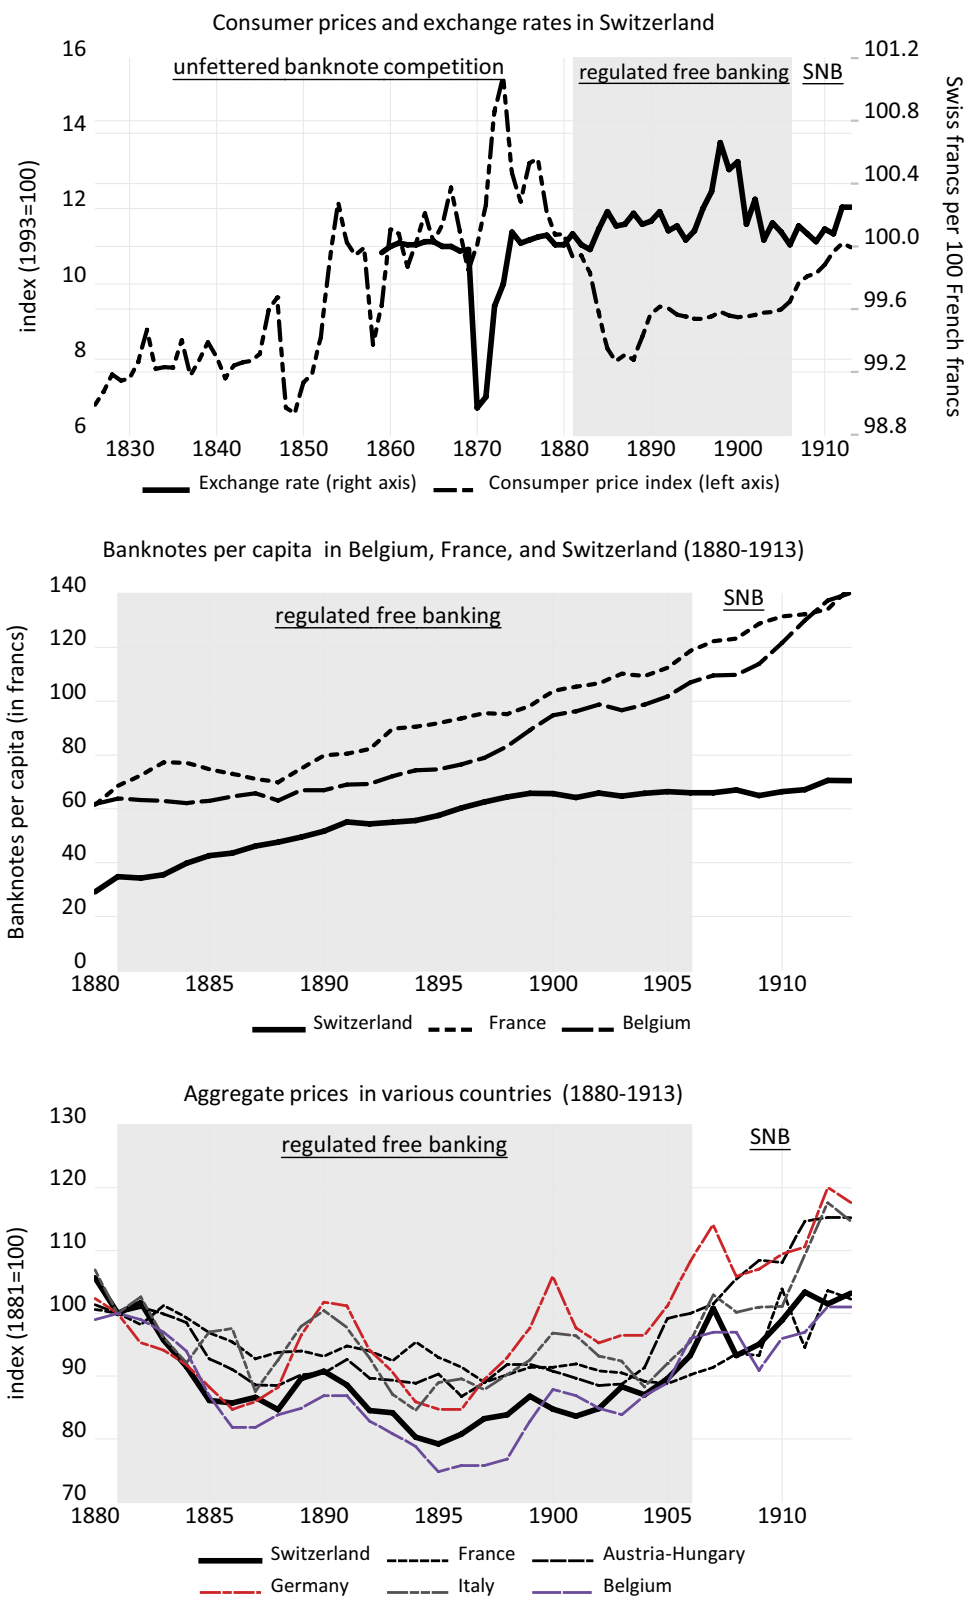 Consumer prices and exchange rates in Switzerland
16 101.2
unfettered banknote competition regulated free banking SNB
14 100.8
12 100.4
10 100.0
8 99.6
6 99.2
98.8
index (1993=100)
Swiss francs per 100 French francs
1830 1840 1850 1860 1870 1880 1890 1900 1910
Exchange rate (right axis) Consumper price index (left axis)
Banknotes per capita in Belgium, France, and Switzerland (1880-1913)
140
SNB
regulated free banking
120
100
80
60
40
20
0
Banknotes per capita (in francs)
1880 1885 1890 1895 1900 1905 1910
Switzerland France Belgium
Aggregate prices in various countries (1880-1913)
130
regulated free banking SNB
120
110
100
90
80
70
index (1881=100)
1880 1885 1890 1895 1900 1905 1910
Switzerland France Austria-Hungary
Germany Italy Belgium